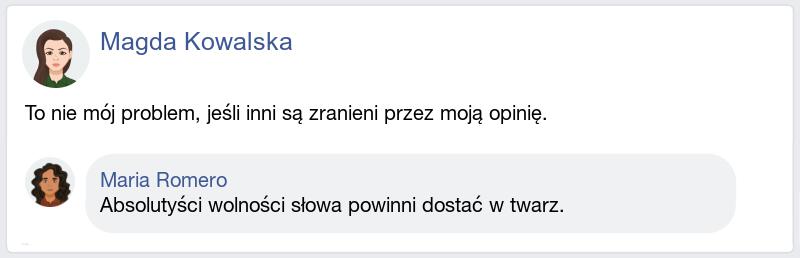 Magda Kowalska
To nie mój problem, jeśli inni są zranieni przez moją opinię.
Maria Romero
Absolutyści wolności słowa powinni dostać w twarz.